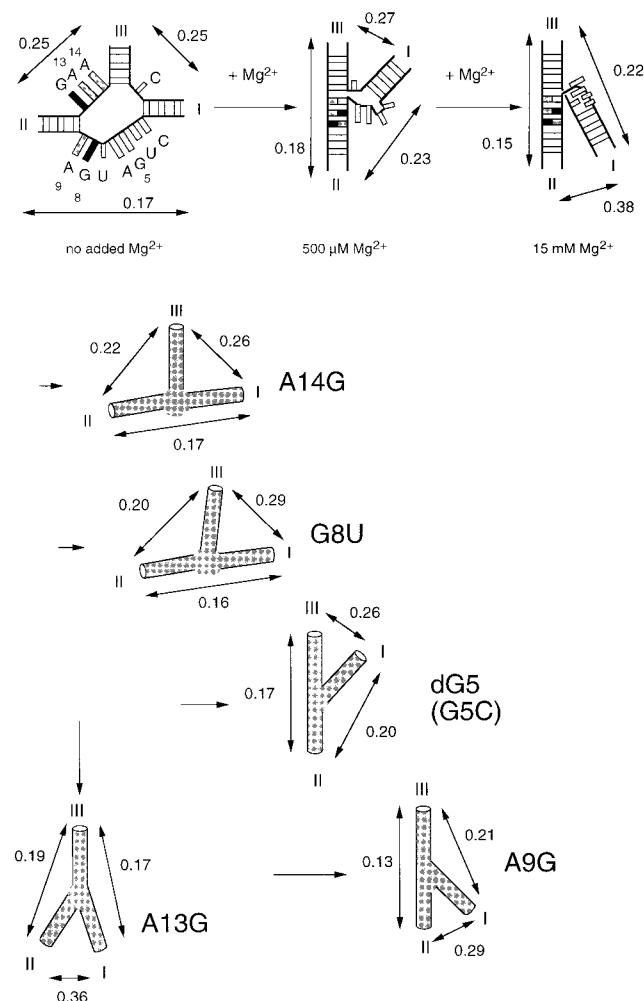 III
0.25
0.25
14
13
A
A
G
C
II
I
A
G
U
A
G
U
C
9
8
5
0.17
no added Mg²⁺
+ Mg²⁺
III
0.27
I
0.18
0.23
II
500 µM Mg²⁺
+ Mg²⁺
III
0.22
0.15
II
I
0.38
15 mM Mg²⁺
III
0.22
0.26
I
A14G
II
0.17
III
0.20
0.29
I
G8U
II
0.16
III
0.26
I
0.17
dG5
(G5C)
0.20
II
III
0.19
0.17
A13G
II
I
0.36
III
0.21
0.13
A9G
I
II
0.29